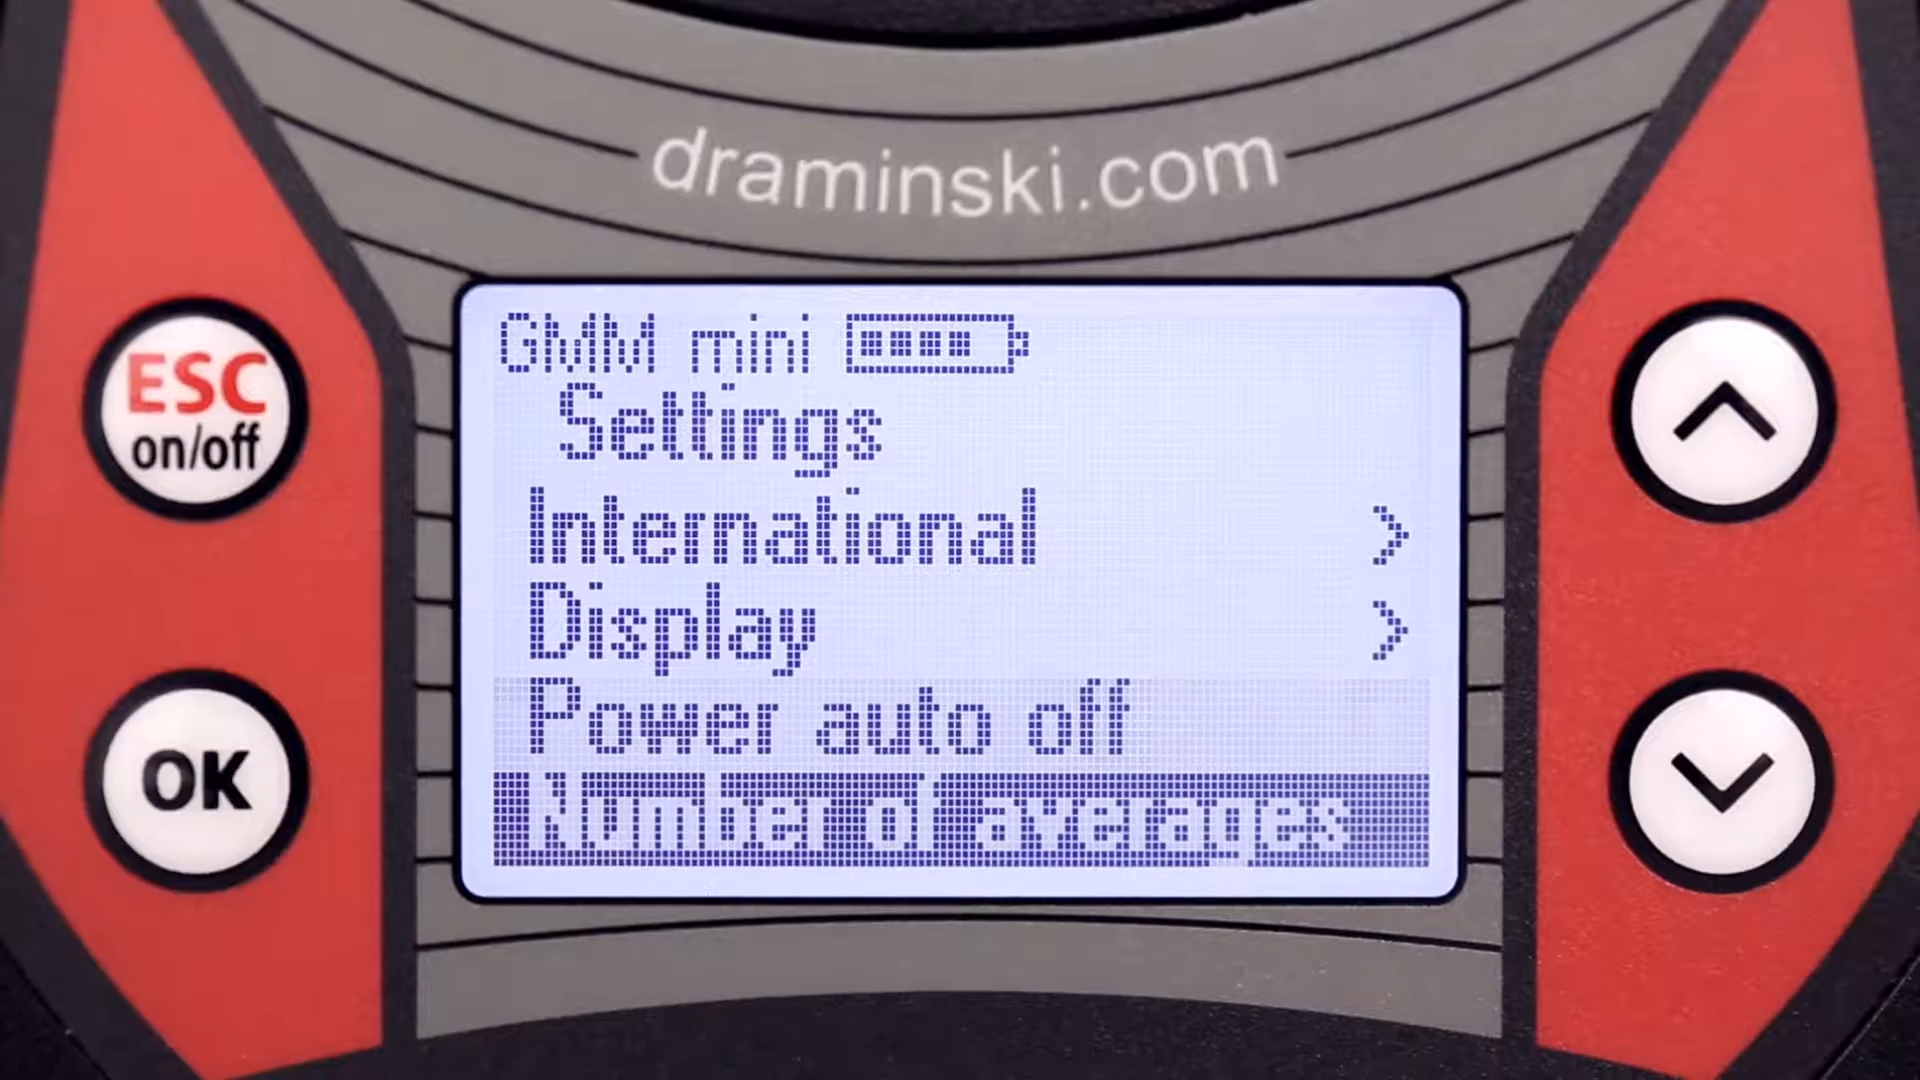 draminski.com
GMM mini
Settings
International >
Display >
Power auto off
Number of averages
ESC
on/off
OK